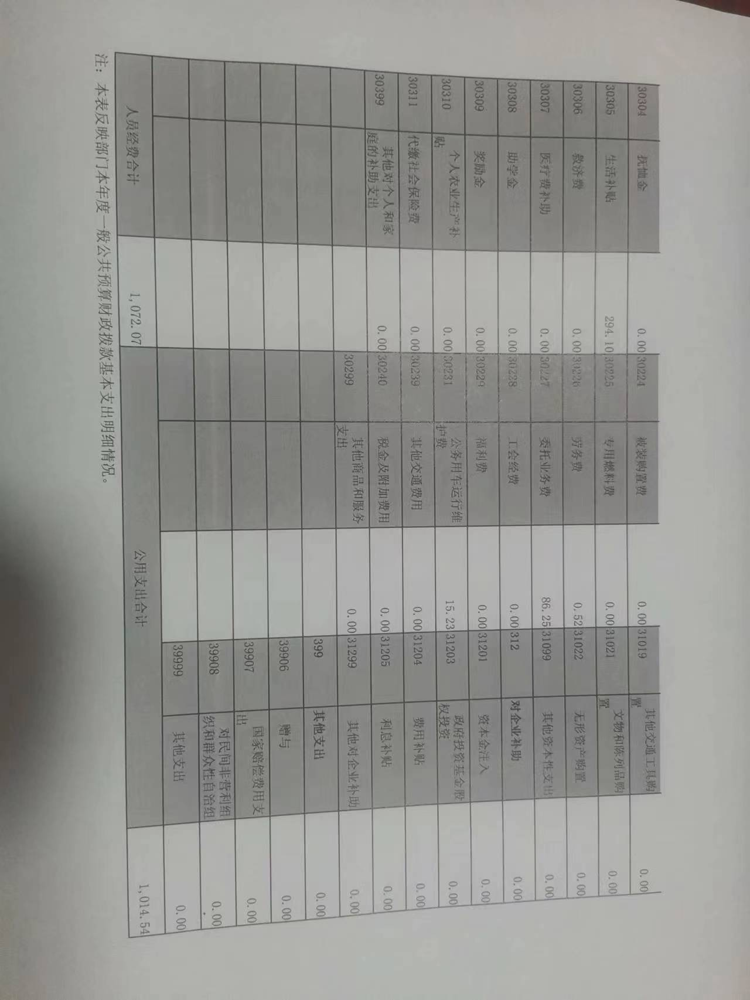 30304 抚恤金 0.00 30224 被装购置费 0.00 31019 其他交通工具购置 0.00
30305 生活补贴 294.10 30225 专用燃料费 0.00 31021 文物和陈列品购置 0.00
30306 救济费 0.00 30226 劳务费 0.52 31022 无形资产购置 0.00
30307 医疗费补助 0.00 30227 委托业务费 86.25 31099 其他资本性支出 0.00
30308 助学金 0.00 30228 工会经费 0.00 312 对企业补助 0.00
30309 奖励金 0.00 30229 福利费 0.00 31201 资本金注入 0.00
30310 个人农业生产补贴 0.00 30231 公务用车运行维护费 15.23 31203 政府投资基金股权投资 0.00
30311 代缴社会保险费 0.00 30239 其他交通费用 0.00 31204 费用补贴 0.00
30399 其他对个人和家庭的补助支出 0.00 30240 税金及附加费用 0.00 31205 利息补贴 0.00
30299 其他商品和服务支出 0.00 31299 其他对企业补助 0.00
399 其他支出 0.00
39906 赠与 0.00
39907 国家赔偿费用支出 0.00
39908 对民间非营利组织和群众性自治组 0.00
39999 其他支出 0.00
人员经费合计 1,072.07 公用支出合计 1,014.54
注：本表反映部门本年度一般公共预算财政拨款基本支出明细情况。